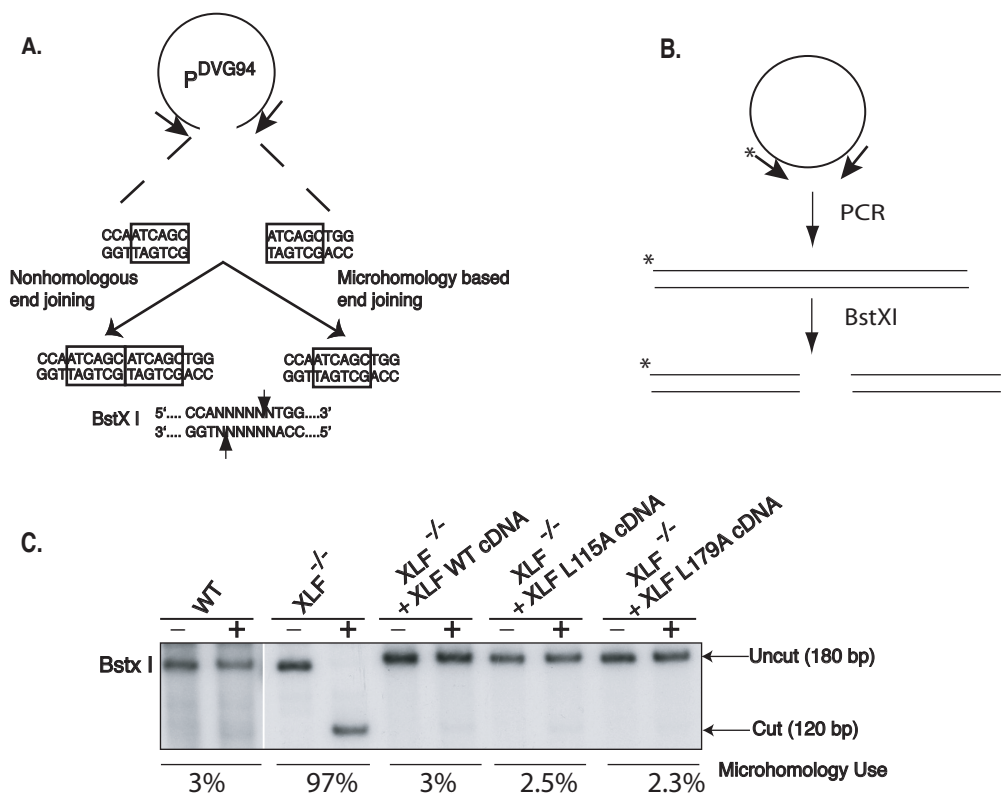 A.
pDVG94
CCAATCAGC
GGTTAGTCG
ATCAGCTGG
TAGTCGACC
Nonhomologous
end joining
Microhomology based
end joining
CCAATCAGCATCAGCTGG
GGTTAGTCGTAGTCGACC
CCAATCAGCTGG
GGTTAGTCGACC
BstX I
5‘.... CCANNNNNNTGG....3’
3‘.... GGTNNNNNNACC....5’
B.
*
PCR
*
BstXI
*
C.
WT
XLF -/-
XLF -/-
+ XLF WT cDNA
XLF -/-
+ XLF L115A cDNA
XLF -/-
+ XLF L179A cDNA
− + − + − + − + − +
Bstx I
Uncut (180 bp)
Cut (120 bp)
3% 97% 3% 2.5% 2.3% Microhomology Use